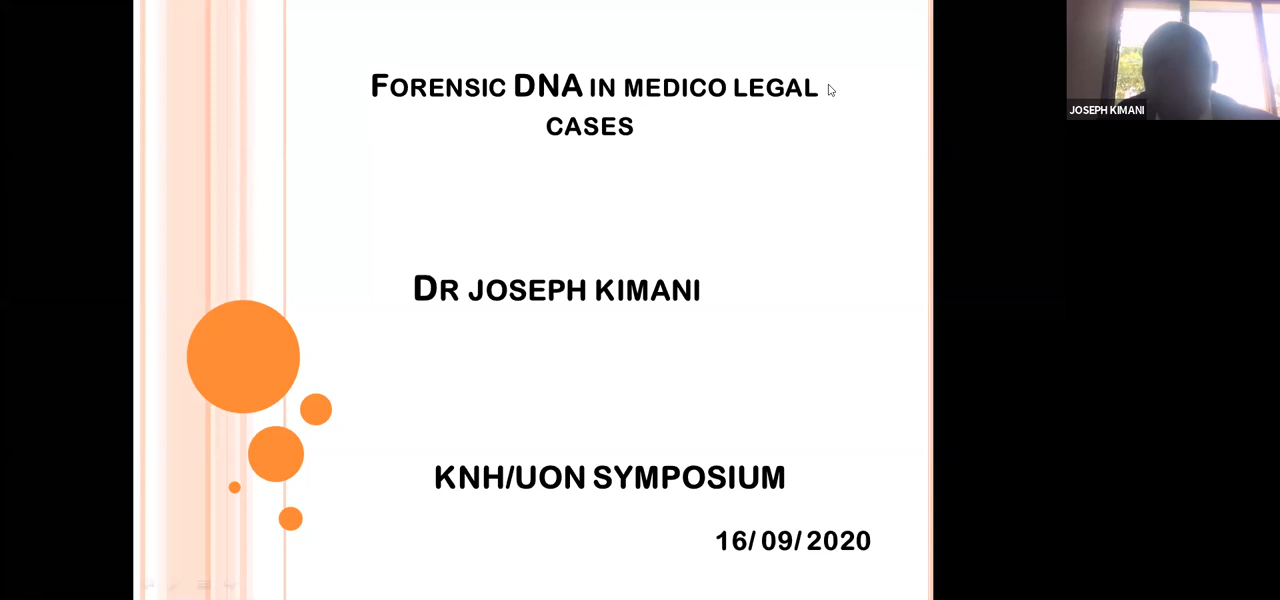 FORENSIC DNA IN MEDICO LEGAL
CASES
DR JOSEPH KIMANI
KNH/UON SYMPOSIUM
16/09/2020
JOSEPH KIMANI